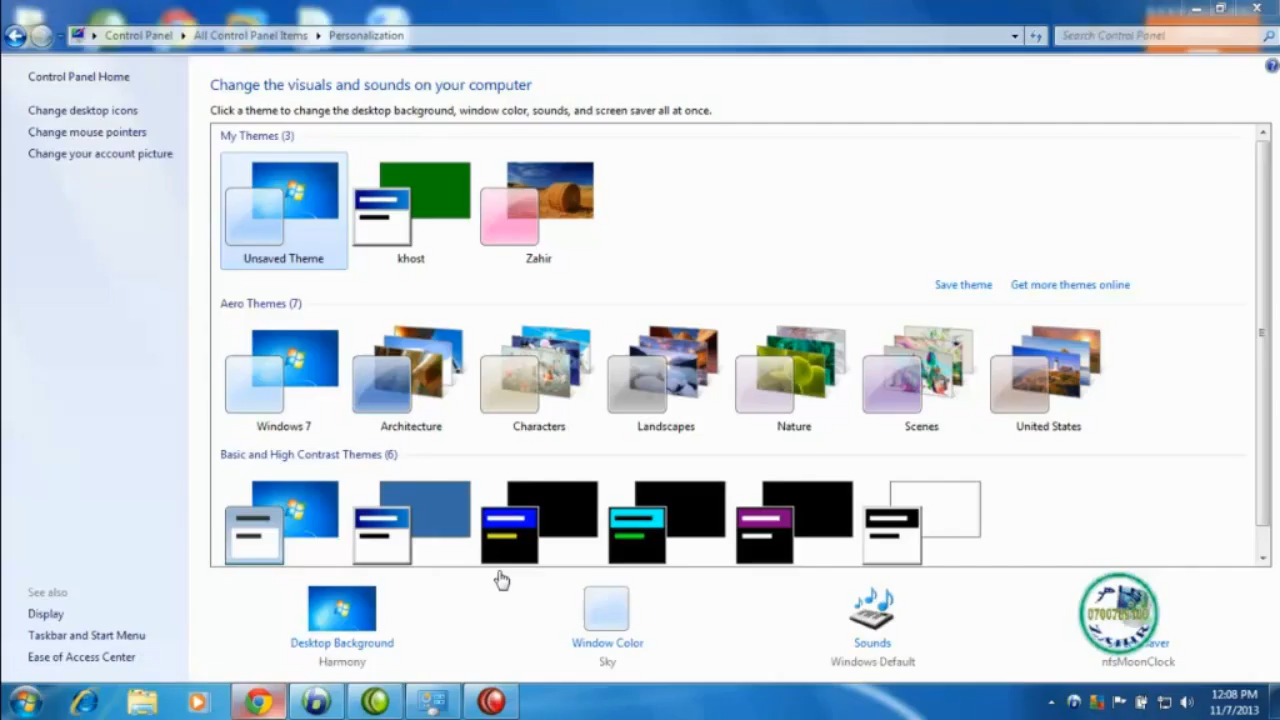 Control Panel
All Control Panel Items
Personalization
Search Control Panel
Control Panel Home
Change desktop icons
Change mouse pointers
Change your account picture
Change the visuals and sounds on your computer
Click a theme to change the desktop background, window color, sounds, and screen saver all at once.
My Themes (3)
Unsaved Theme
khost
Zahir
Save theme
Get more themes online
Aero Themes (7)
Windows 7
Architecture
Characters
Landscapes
Nature
Scenes
United States
Basic and High Contrast Themes (6)
See also
Display
Taskbar and Start Menu
Ease of Access Center
Desktop Background
Harmony
Window Color
Sky
Sounds
Windows Default
nfsMoonClock
12:08 PM
11/7/2013